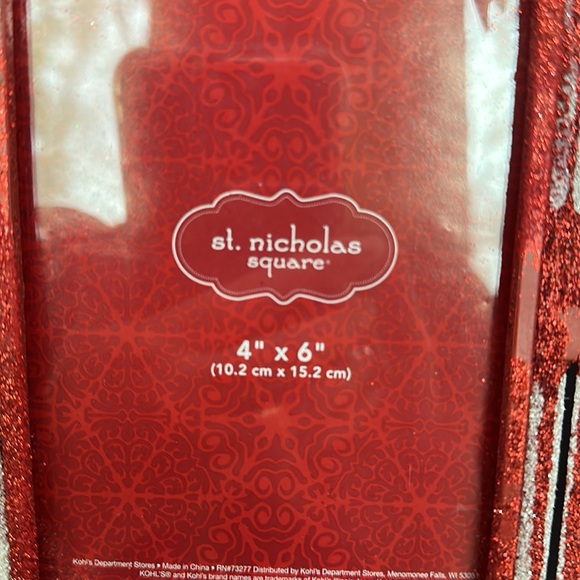 st. nicholas
square®
4" x 6"
(10.2 cm x 15.2 cm)
Kohl's Department Stores • Made in China • RN#73277 Distributed by Kohl's Department Stores, Menomonee Falls, WI
KOHL'S® and Kohl's brand names are trademarks of Kohl's